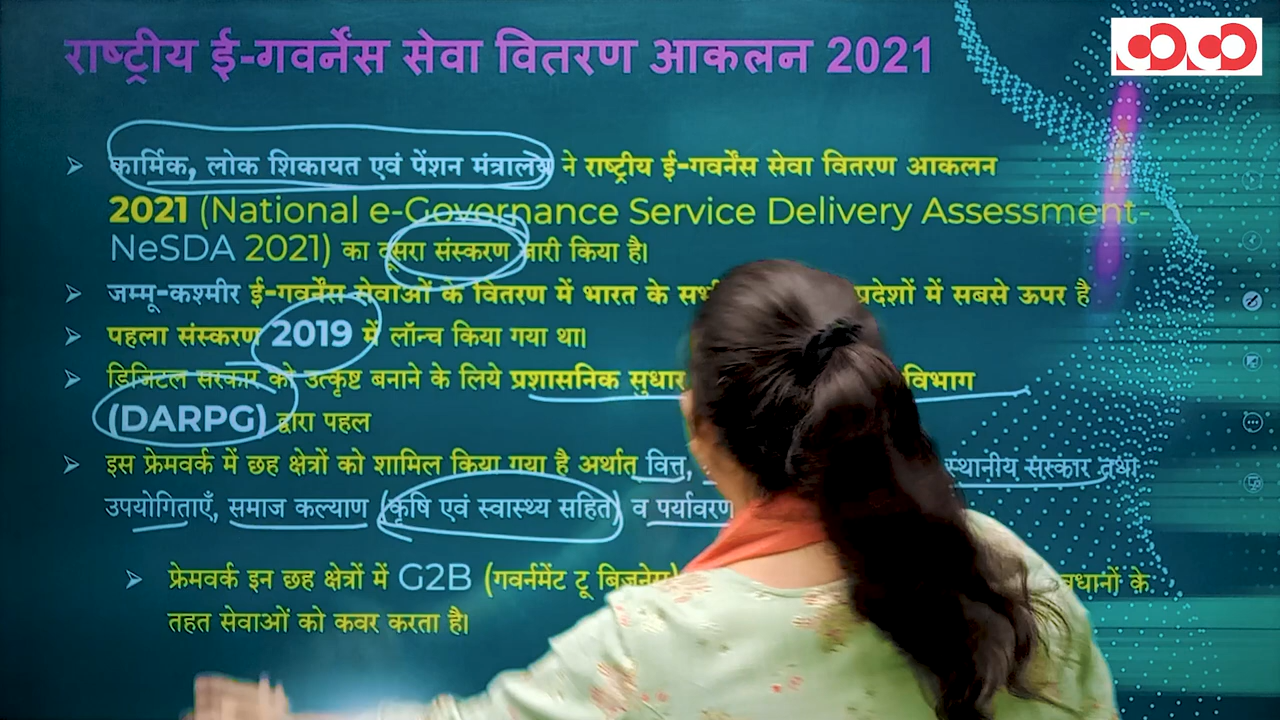 राष्ट्रीय ई-गवर्नेंस सेवा वितरण आकलन 2021
कार्मिक, लोक शिकायत एवं पेंशन मंत्रालय ने राष्ट्रीय ई-गवर्नेंस सेवा वितरण आकलन
2021 (National e-Governance Service Delivery Assessment-
NeSDA 2021) का दूसरा संस्करण जारी किया है।
जम्मू-कश्मीर ई-गवर्नेंस सेवाओं के वितरण में भारत के प्रदेशों में सबसे ऊपर है
पहला संस्करण 2019 में लॉन्च किया गया था।
डिजिटल सरकार को उत्कृष्ट बनाने के लिये प्रशासनिक विभाग
(DARPG) द्वारा पहल
इस फ्रेमवर्क में छह क्षेत्रों को शामिल किया गया है अर्थात् वित्त, स्थानीय सरकार तथा
उपयोगिताएँ, समाज कल्याण (कृषि एवं स्वास्थ्य सहित) व पर्यावरण
फ्रेमवर्क इन छह क्षेत्रों में G2B (गवर्नमेंट टू बिज़नेस) के
तहत सेवाओं को कवर करता है।